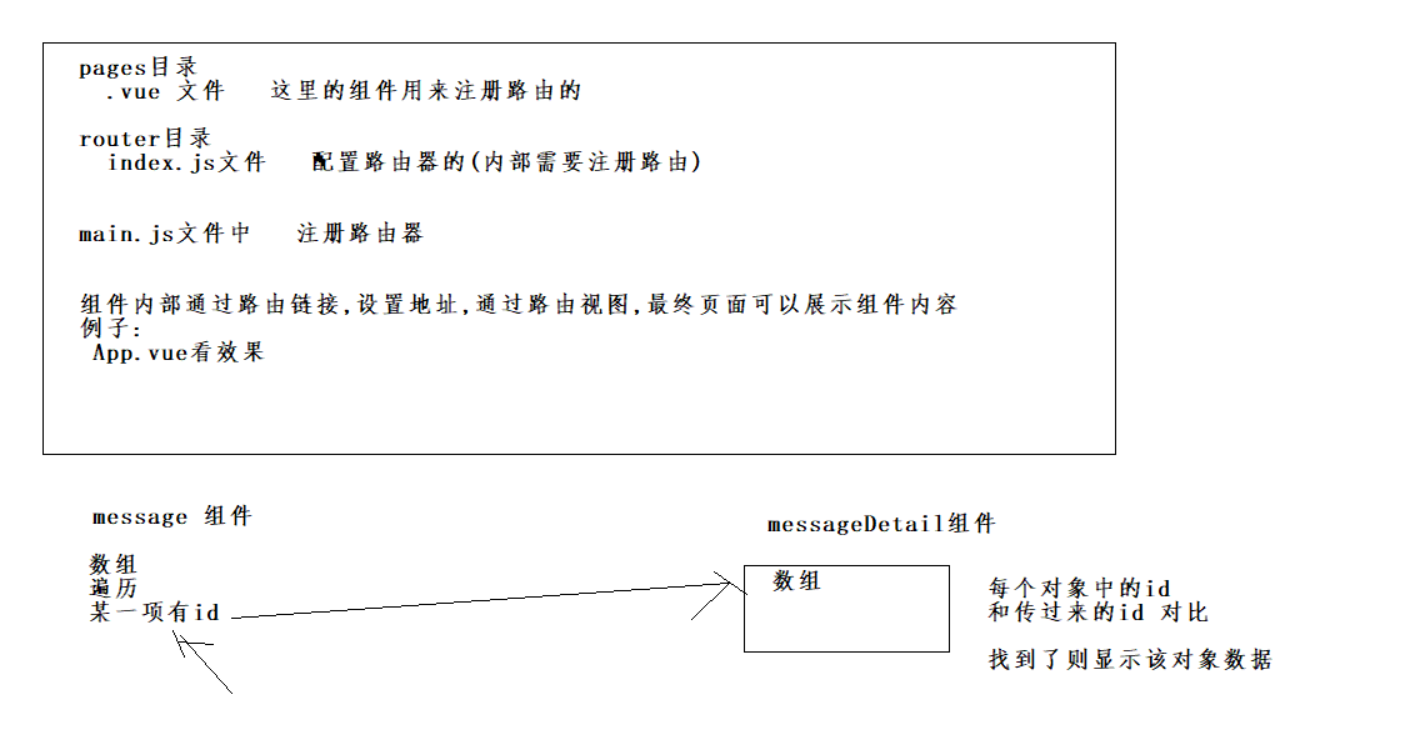 pages目录
.vue 文件 这里的组件用来注册路由的
router目录
index.js文件 配置路由器的(内部需要注册路由)
main.js文件中 注册路由器
组件内部通过路由链接,设置地址,通过路由视图,最终页面可以展示组件内容
例子:
App.vue看效果
message 组件
数组
遍历
某一项有id
messageDetail组件
数组
每个对象中的id
和传过来的id 对比
找到了则显示该对象数据